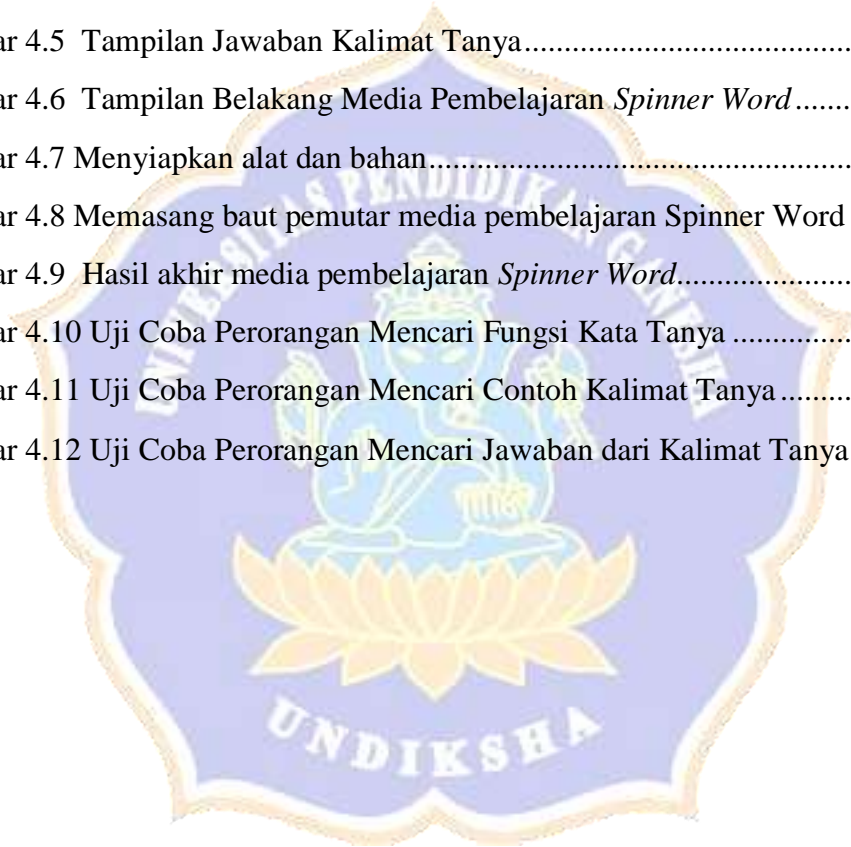 ar 4.5 Tampilan Jawaban Kalimat Tanya........................................
ar 4.6 Tampilan Belakang Media Pembelajaran Spinner Word.......
ar 4.7 Menyiapkan alat dan bahan....................................................
ar 4.8 Memasang baut pemutar media pembelajaran Spinner Word
ar 4.9 Hasil akhir media pembelajaran Spinner Word.....................
ar 4.10 Uji Coba Perorangan Mencari Fungsi Kata Tanya ..............
ar 4.11 Uji Coba Perorangan Mencari Contoh Kalimat Tanya.........
ar 4.12 Uji Coba Perorangan Mencari Jawaban dari Kalimat Tanya
UNIVERSITAS PENDIDIKAN GANESHA
UNDIKSHA